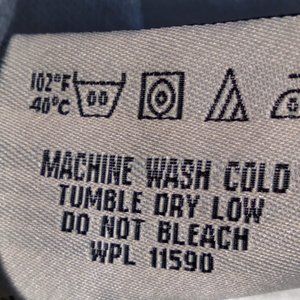 102°F
40°C
MACHINE WASH COLD
TUMBLE DRY LOW
DO NOT BLEACH
WPL 11590